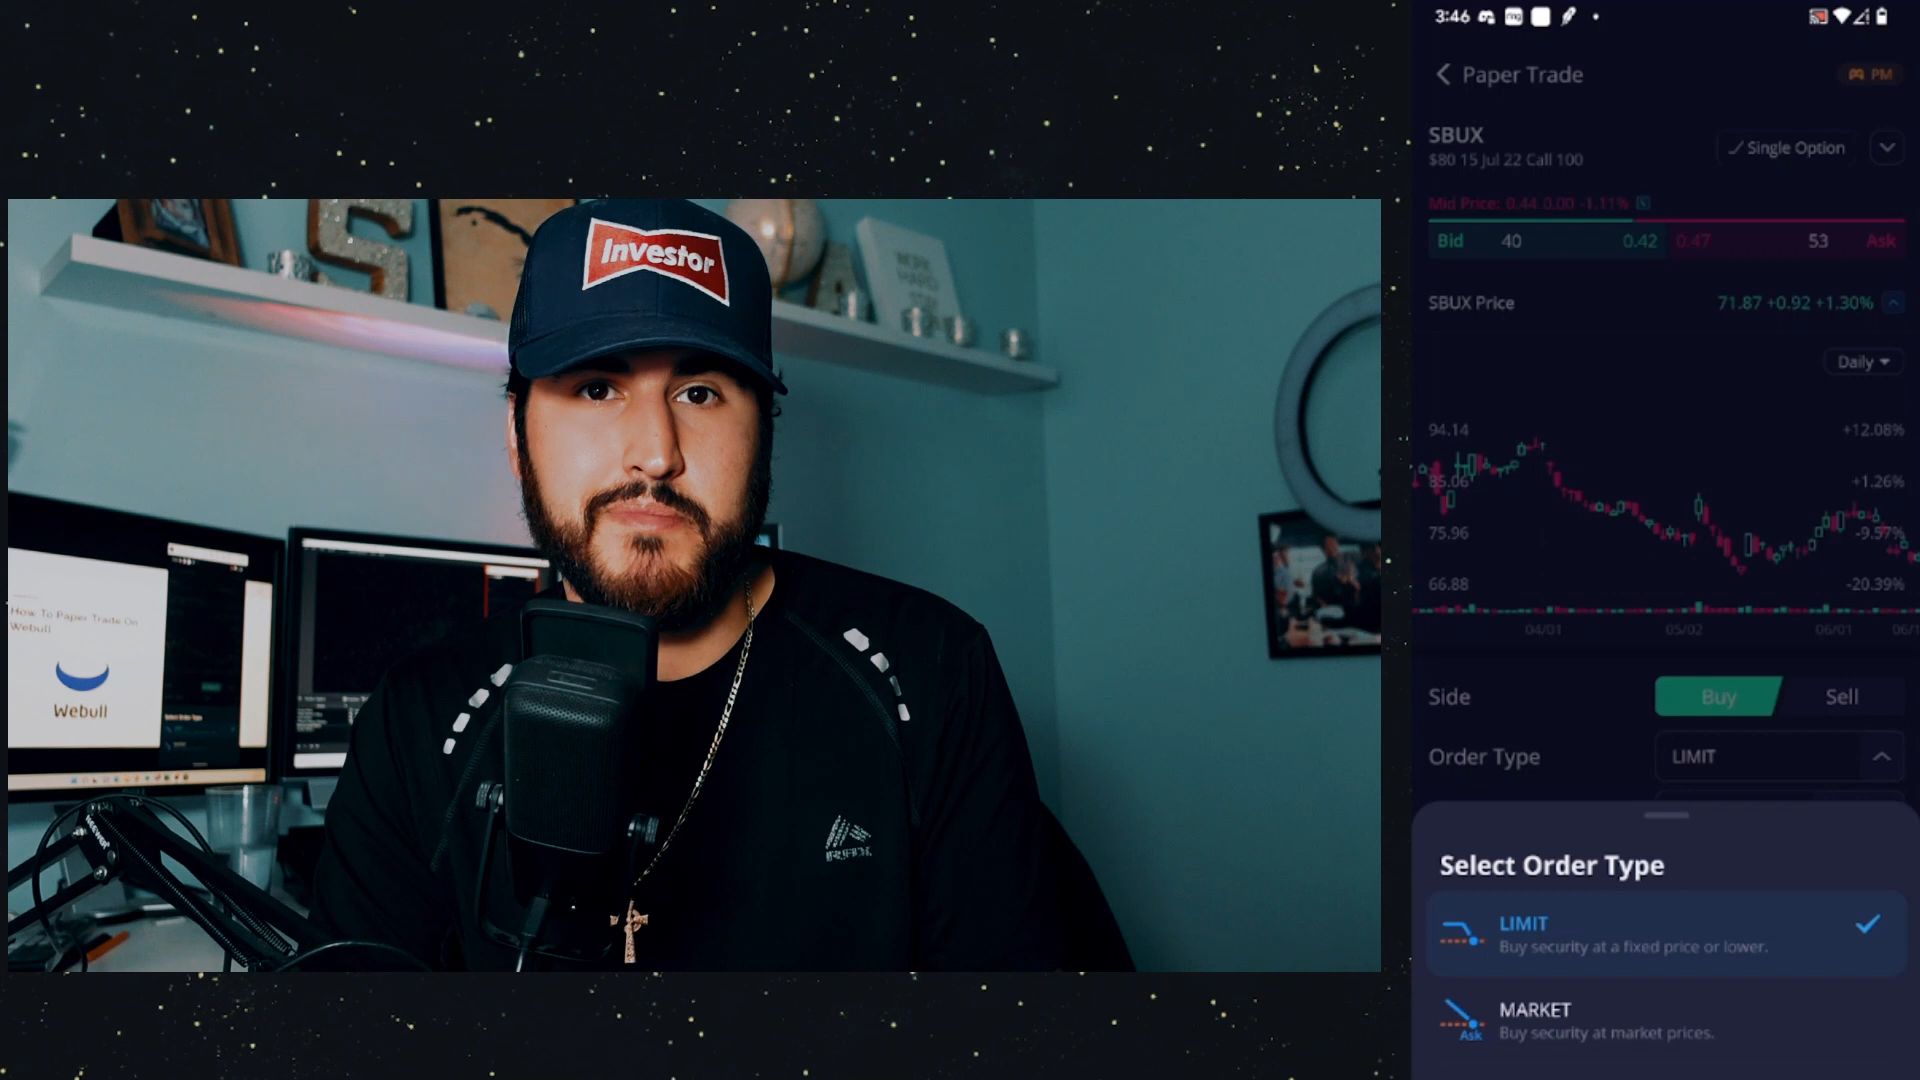 Investor
WORK
HARD
How To Paper Trade On
Webull
Webull
NEEWER
3:46
Paper Trade
PM
SBUX
$80 15 Jul 22 Call 100
Single Option
Mid Price: 0.44 0.00 -1.11%
Bid 40 0.42 0.47 53 Ask
SBUX Price 71.87 +0.92 +1.30%
Daily
94.14 +12.08%
85.06 +1.26%
75.96 -9.57%
66.88 -20.39%
04/01 05/02 06/01
Side Buy Sell
Order Type LIMIT
Select Order Type
LIMIT
Buy security at a fixed price or lower.
MARKET
Buy security at market prices.
Ask